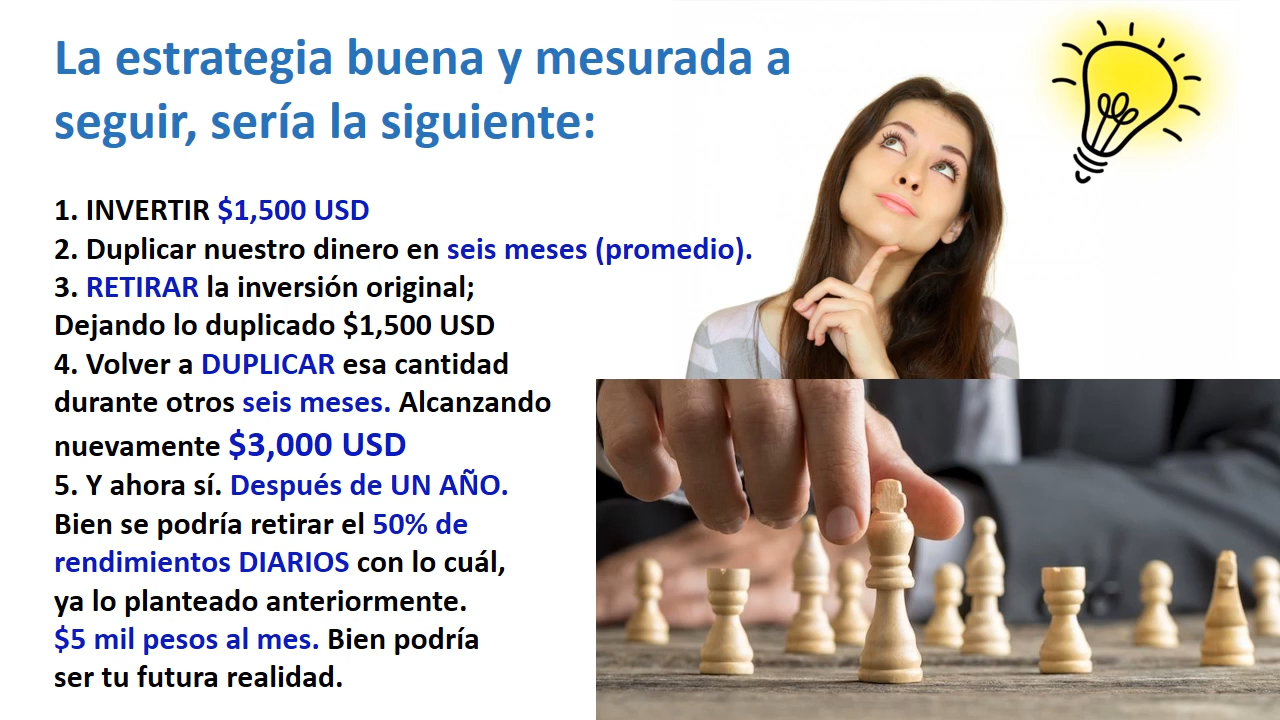 La estrategia buena y mesurada a
seguir, sería la siguiente:
1. INVERTIR $1,500 USD
2. Duplicar nuestro dinero en seis meses (promedio).
3. RETIRAR la inversión original;
Dejando lo duplicado $1,500 USD
4. Volver a DUPLICAR esa cantidad
durante otros seis meses. Alcanzando
nuevamente $3,000 USD
5. Y ahora sí. Después de UN AÑO.
Bien se podría retirar el 50% de
rendimientos DIARIOS con lo cuál,
ya lo planteado anteriormente.
$5 mil pesos al mes. Bien podría
ser tu futura realidad.